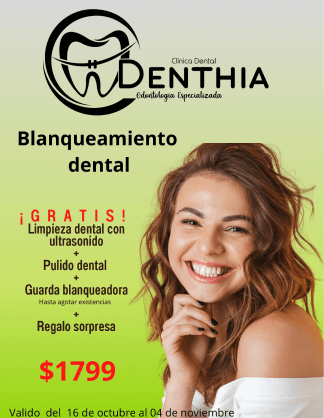 Clínica Dental
DENTHIA
Odontología Especializada
Blanqueamiento
dental
¡GRATIS!
Limpieza dental con
ultrasonido
+
Pulido dental
+
Guarda blanqueadora
Hasta agotar existencias
+
Regalo sorpresa
$1799
Valido del 16 de octubre al 04 de noviembre